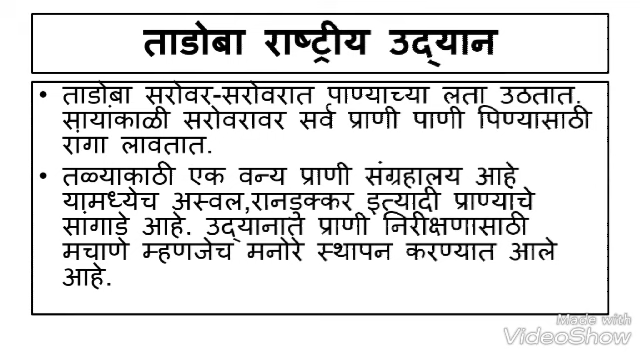 ताडोबा राष्ट्रीय उद्यान
• ताडोबा सरोवर-सरोवरात पाण्याच्या लता उठतात.
सायांकाळी सरोवरावर सर्व प्राणी पाणी पिण्यासाठी
रांगा लावतात.
• तळ्याकाठी एक वन्य प्राणी संग्रहालय आहे
यामध्येच अस्वल,रानडुक्कर इत्यादी प्राण्यांचे
सांगाडे आहे. उद्यानात प्राणी निरीक्षणासाठी
मचाणे म्हणजेच मनोरे स्थापन करण्यात आले
आहे.
Made with
VideoShow